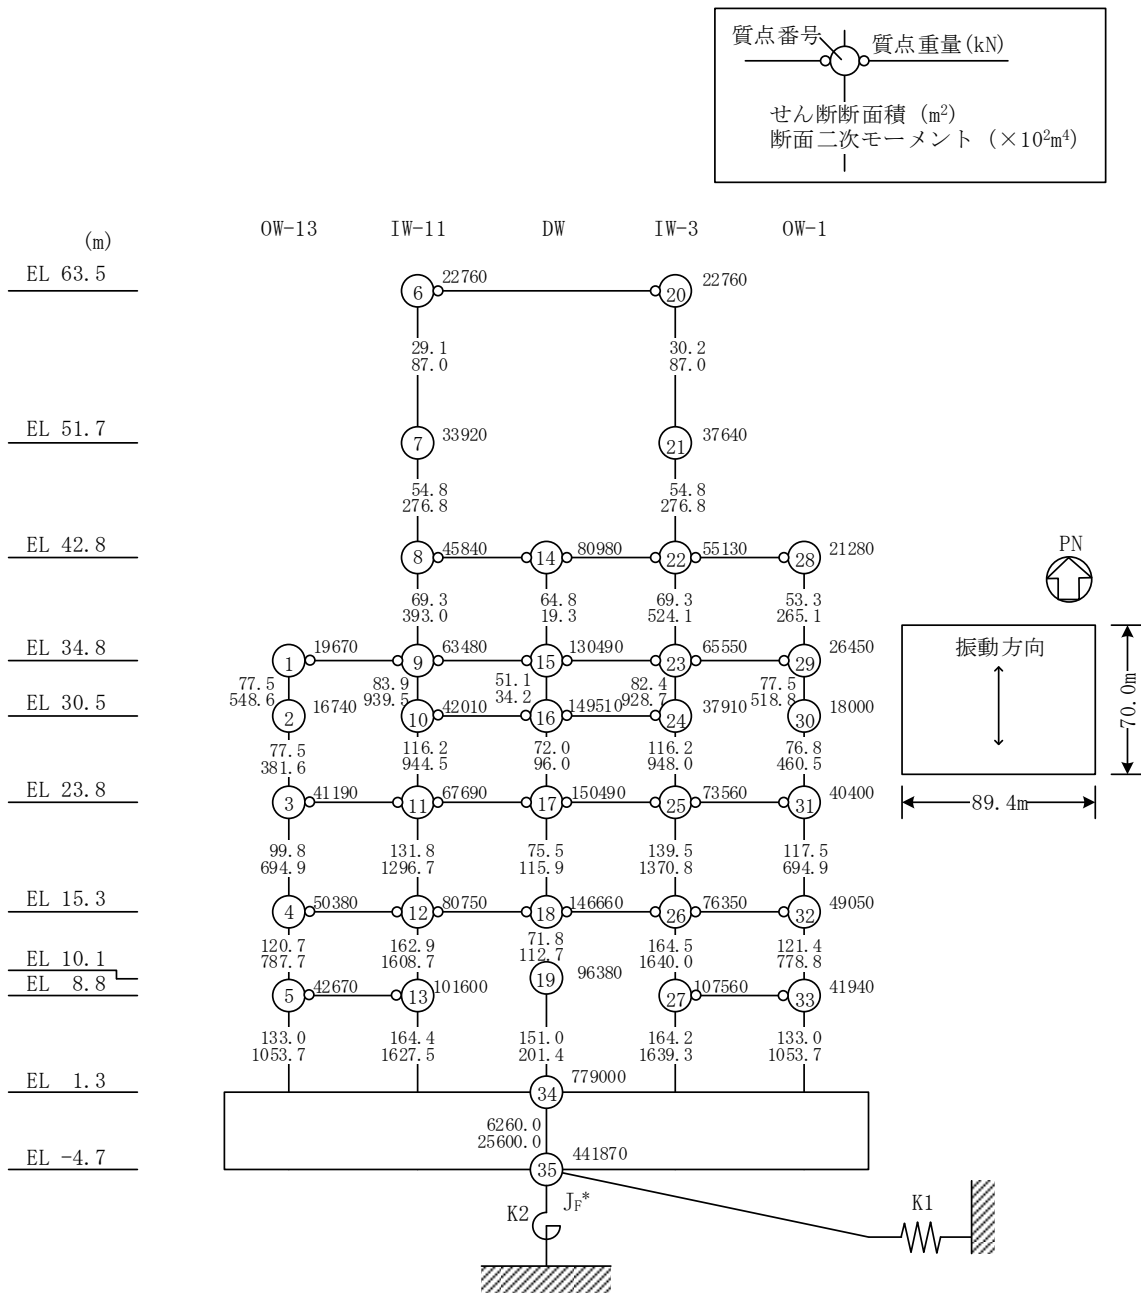 質点番号 質点重量(kN)
せん断断面積 (m²)
断面二次モーメント (×10²m⁴)
OW-13 IW-11 DW IW-3 OW-1
(m)
EL 63.5
6 22760 20 22760
29.1 30.2
87.0 87.0
EL 51.7
7 33920 21 37640
54.8 54.8
276.8 276.8
EL 42.8
8 45840 14 80980 22 55130 28 21280
69.3 64.8 69.3 53.3
393.0 19.3 524.1 265.1
EL 34.8
1 19670 9 63480 15 130490 23 65550 29 26450
77.5 83.9 51.1 82.4 77.5
548.6 939.5 34.2 928.7 518.8
EL 30.5
2 16740 10 42010 16 149510 24 37910 30 18000
77.5 116.2 72.0 116.2 76.8
381.6 944.5 96.0 948.0 460.5
EL 23.8
3 41190 11 67690 17 150490 25 73560 31 40400
99.8 131.8 75.5 139.5 117.5
694.9 1296.7 115.9 1370.8 694.9
EL 15.3
4 50380 12 80750 18 146660 26 76350 32 49050
120.7 162.9 71.8 164.5 121.4
787.7 1608.7 112.7 1640.0 778.8
EL 10.1
19 96380
EL 8.8
5 42670 13 101600 27 107560 33 41940
133.0 164.4 151.0 164.2 133.0
1053.7 1627.5 201.4 1639.3 1053.7
EL 1.3
34 779000
6260.0
25600.0
EL -4.7
35 441870
K2 JF* K1
PN
振動方向
70.0m
89.4m